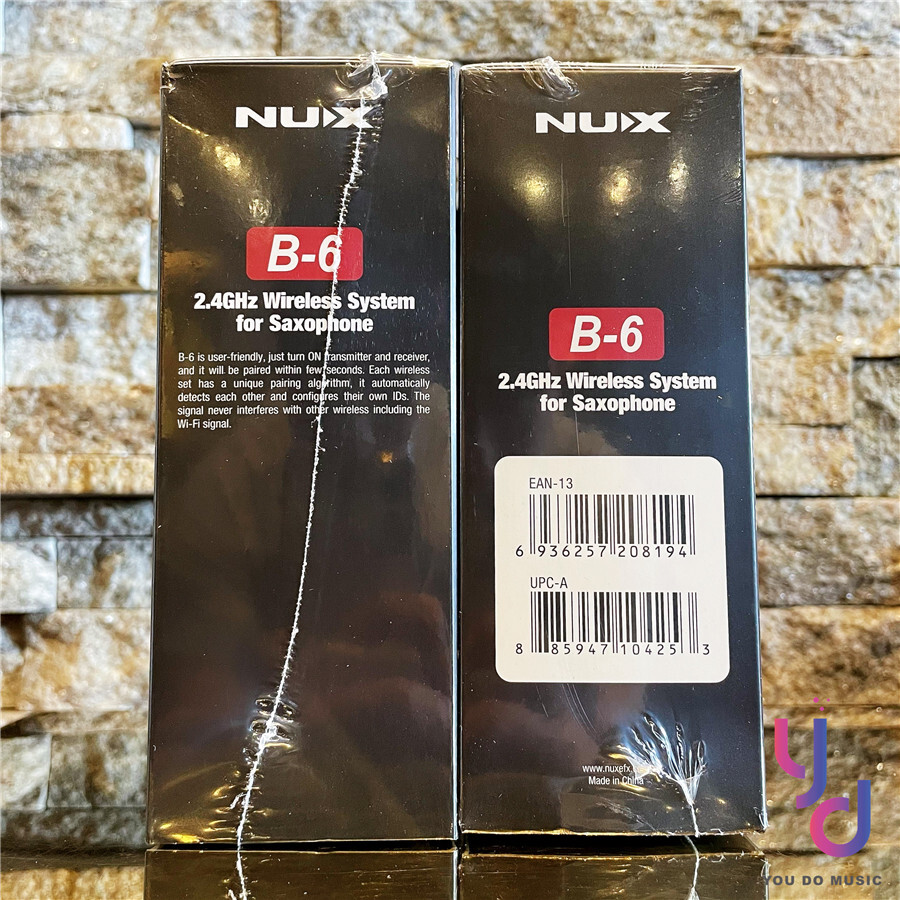 NUX
B-6
2.4GHz Wireless System
for Saxophone
B-6 is user-friendly, just turn ON transmitter and receiver,
and it will be paired within few seconds. Each wireless
set has a unique pairing algorithm, it automatically
detects each other and configures their own IDs. The
signal never interferes with other wireless including the
Wi-Fi signal.
NUX
B-6
2.4GHz Wireless System
for Saxophone
EAN-13
6 936257 208194
UPC-A
8 85947 10425 3
www.nuxefx.
Made in China
yd
YOU DO MUSIC